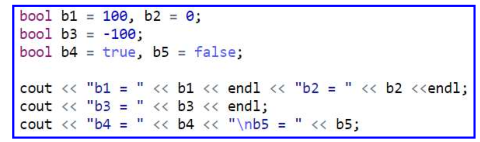 bool b1 = 100, b2 = 0;
bool b3 = -100;
bool b4 = true, b5 = false;
cout << "b1 = " << b1 << endl << "b2 = " << b2 <<endl;
cout << "b3 = " << b3 << endl;
cout << "b4 = " << b4 << "\nb5 = " << b5;